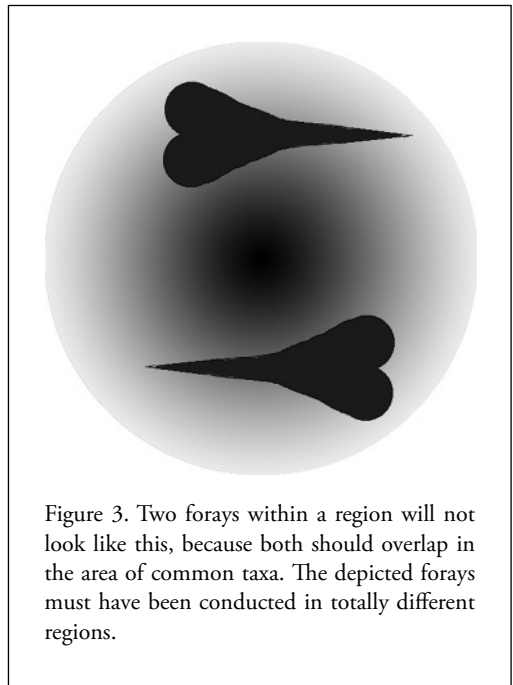 Figure 3. Two forays within a region will not
look like this, because both should overlap in
the area of common taxa. The depicted forays
must have been conducted in totally different
regions.